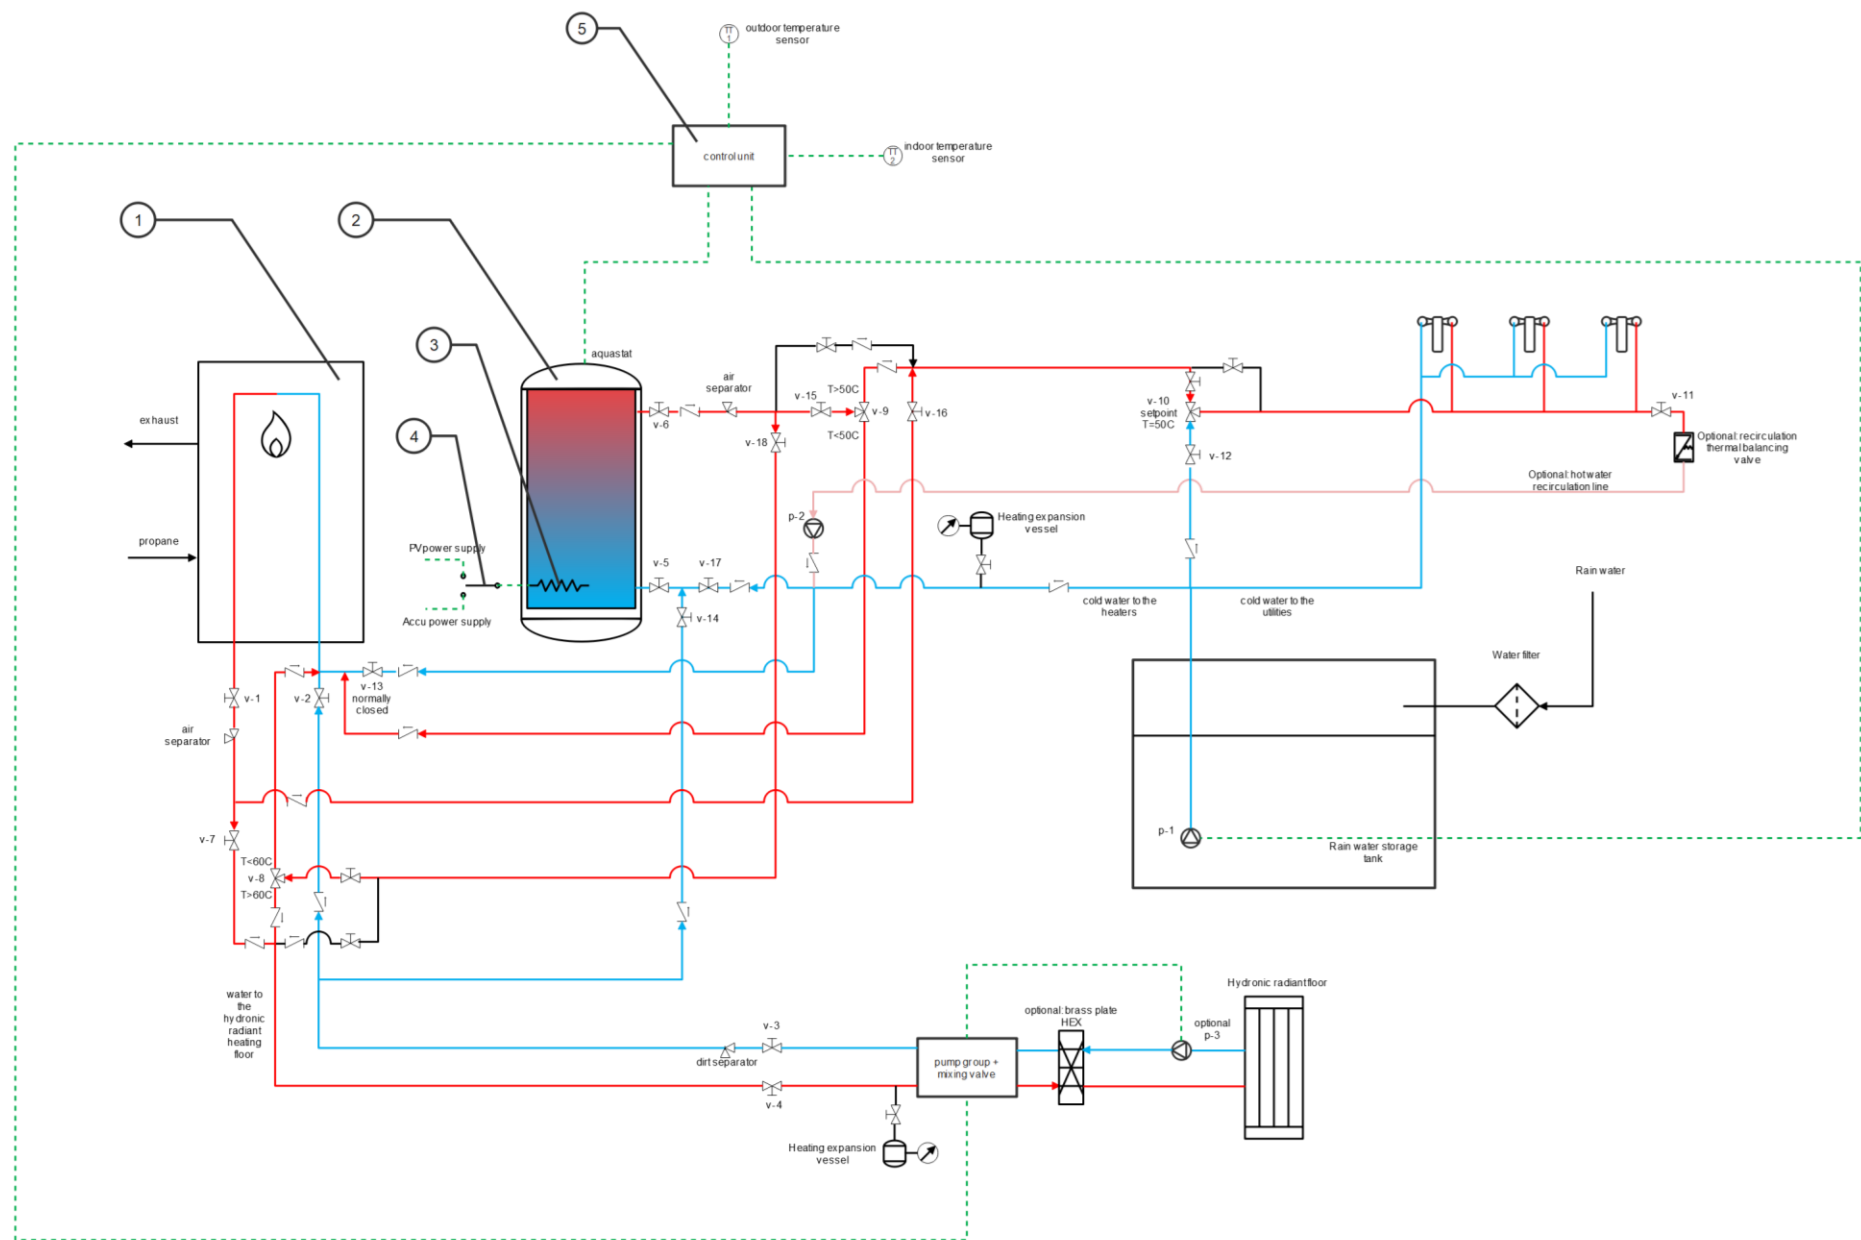 5
TT
1
outdoor temperature
sensor
control unit
TT
2
indoor temperature
sensor
1
2
3
4
aquastat
exhaust
propane
PV power supply
Accu power supply
air
separator
v-6
v-15
T>50C
v-9
T<50C
v-16
v-18
v-10
setpoint
T=50C
v-12
v-11
Optional: recirculation
thermal balancing
valve
Optional: hot water
recirculation line
p-2
Heating expansion
vessel
v-5
v-17
v-14
cold water to the
heaters
cold water to the
utilities
Rain water
Water filter
v-1
v-2
v-13
normally
closed
air
separator
v-7
T<60C
v-8
T>60C
p-1
Rain water storage
tank
water to
the
hydronic
radiant
heating
floor
v-3
dirt separator
v-4
pump group +
mixing valve
optional: brass plate
HEX
optional
p-3
Hydronic radiant floor
Heating expansion
vessel